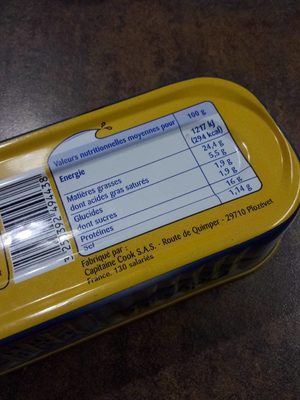 Valeurs nutritionnelles moyennes pour 100 g
Energie 1217 kJ
(294 kcal)
Matières grasses 24,4 g
dont acides gras saturés 5,5 g
Glucides 1,9 g
dont sucres 1,9 g
Protéines 16 g
Sel 1,14 g
Fabriqué par :
Capitaine Cook S.A.S. - Route de Quimper - 29710 Plozévet
France. 130 salariés